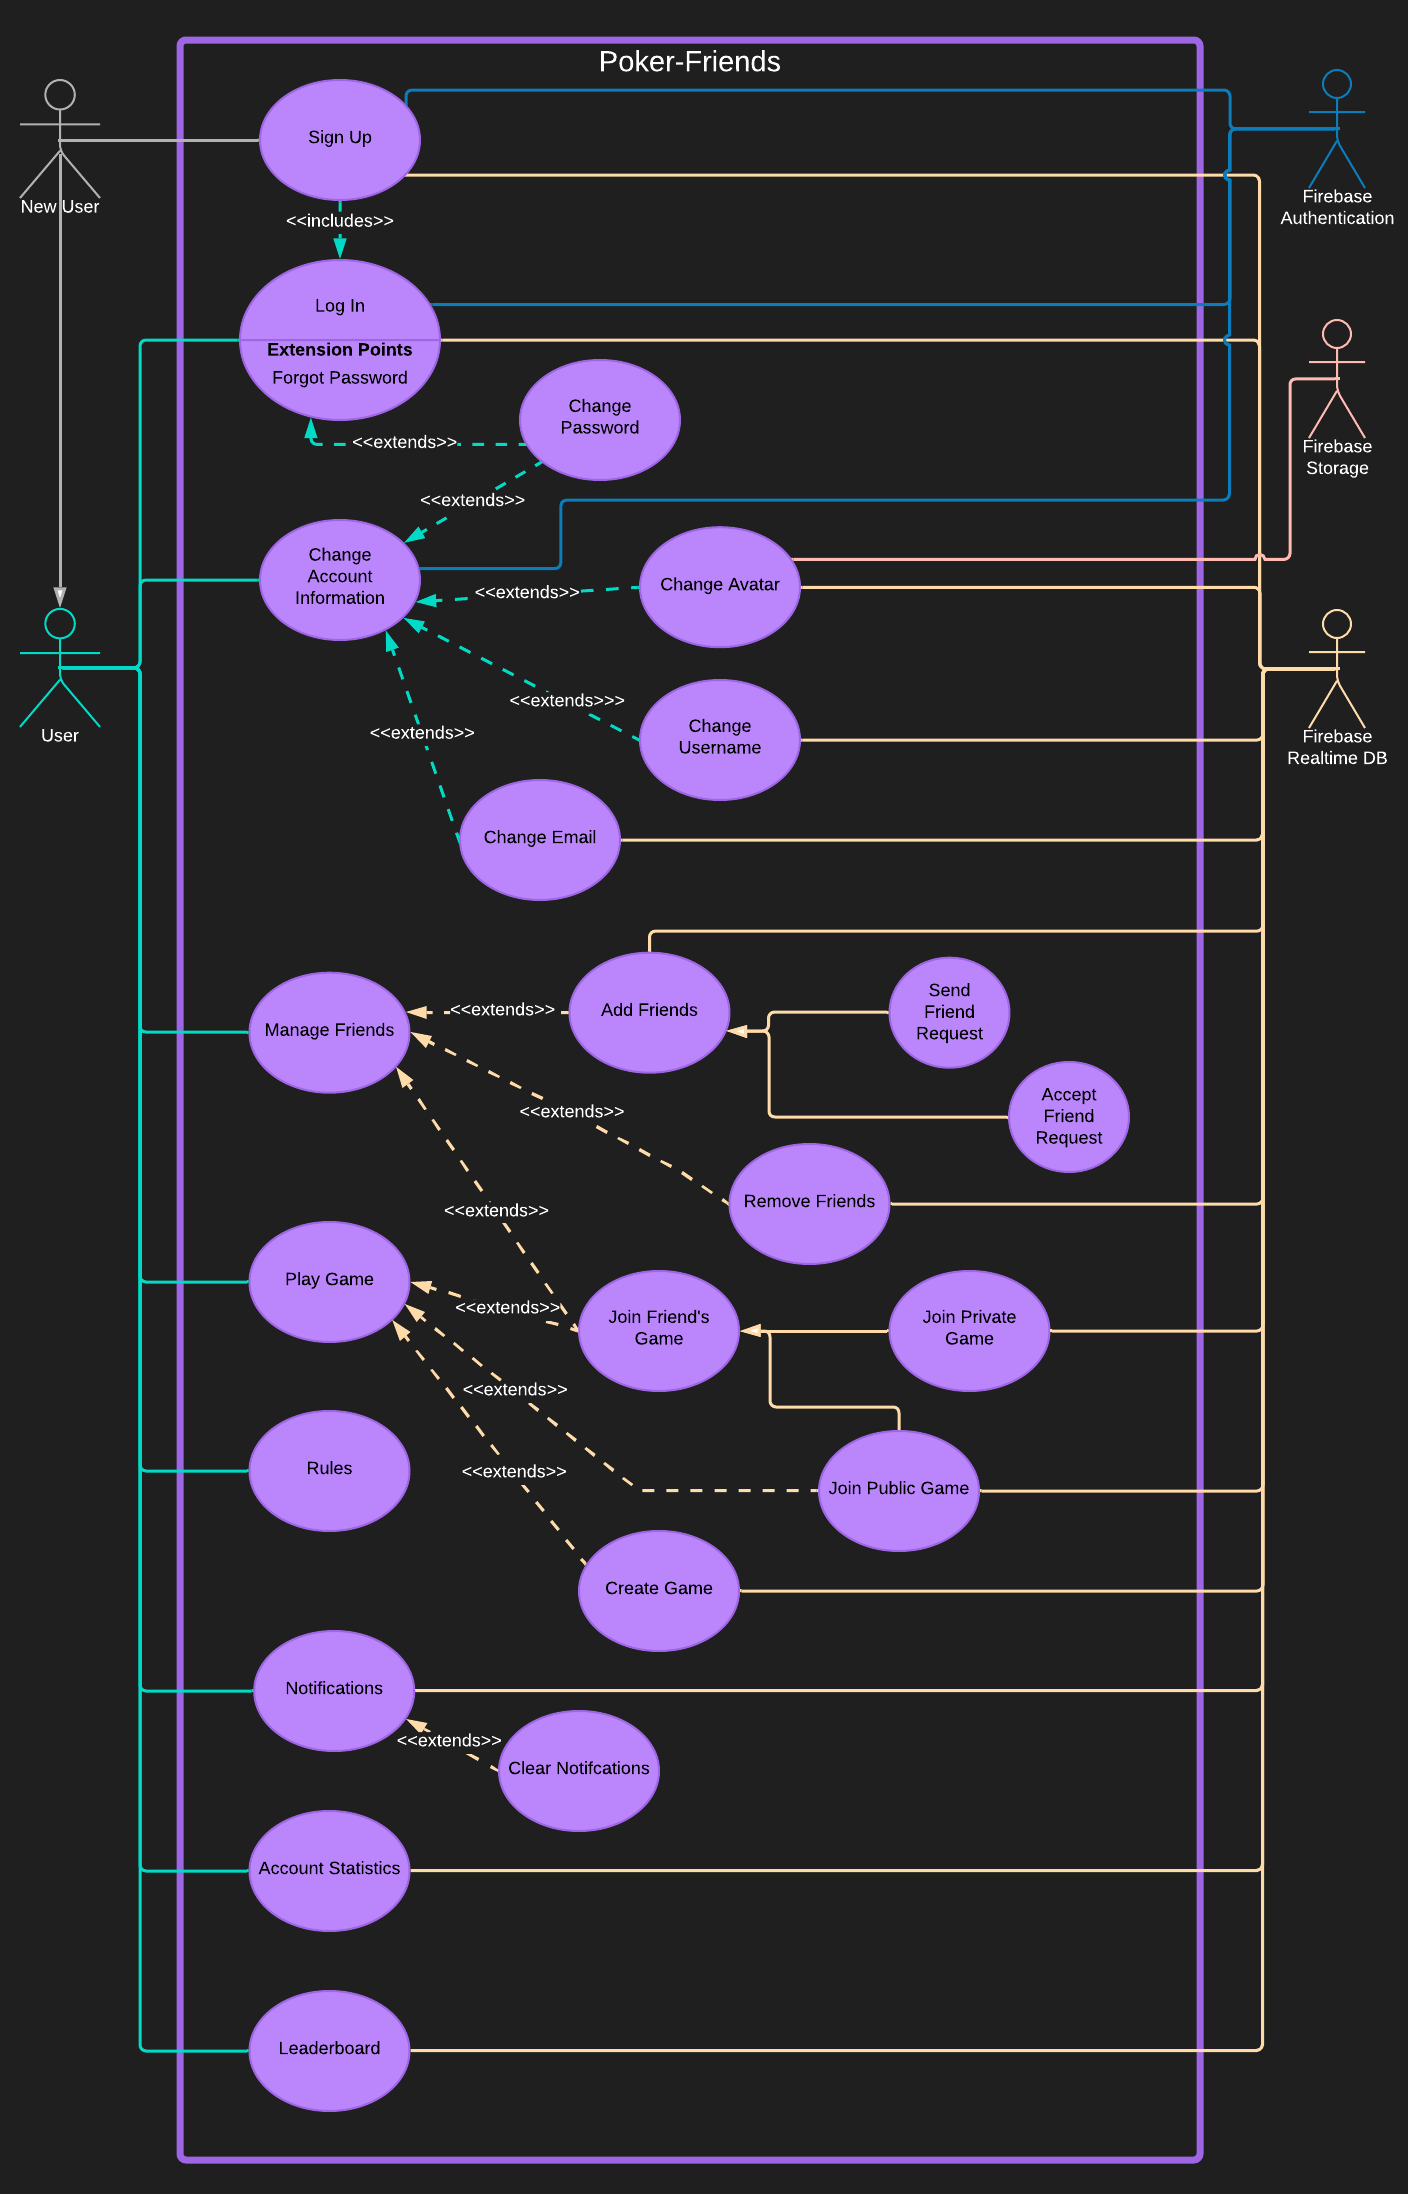 Poker-Friends
Sign Up
New User
Firebase
Authentication
<<includes>>
Log In
Extension Points
Forgot Password
Change
Password
<<extends>>
Firebase
Storage
<<extends>>
Change
Account
Information
<<extends>>
Change Avatar
<<extends>>>
Change
Username
<<extends>>
User
Firebase
Realtime DB
Change Email
Manage Friends
<<extends>>
Add Friends
Send
Friend
Request
Accept
Friend
Request
<<extends>>
Remove Friends
<<extends>>
Play Game
<<extends>>
Join Friend's
Game
Join Private
Game
<<extends>>
Rules
<<extends>>
Join Public Game
Create Game
Notifications
<<extends>>
Clear Notifcations
Account Statistics
Leaderboard